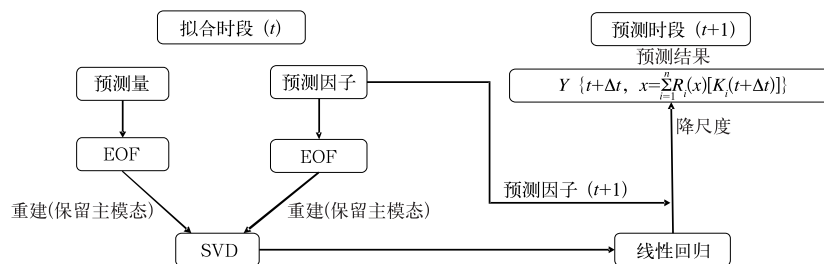 拟合时段 (t)
预测时段 (t+1)
预测结果
预测量
预测因子
Y {t+Δt, x=∑_{i=1}^{n}R_i(x)[K_i(t+Δt)]}
EOF
EOF
降尺度
预测因子 (t+1)
重建(保留主模态)
重建(保留主模态)
SVD
线性回归